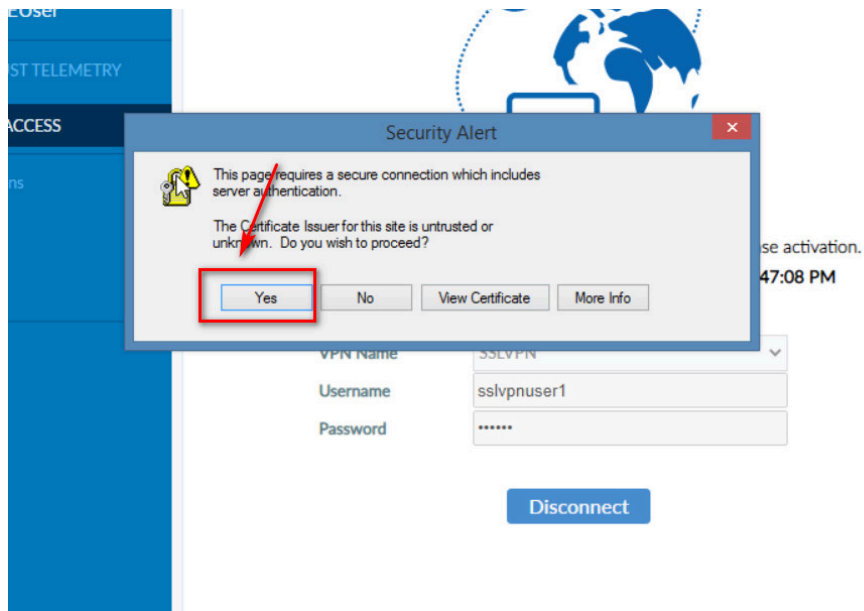 EUser
ST TELEMETRY
ACCESS
ns
Security Alert
This page requires a secure connection which includes
server authentication.
The Certificate Issuer for this site is untrusted or
unknown. Do you wish to proceed?
Yes
No
View Certificate
More Info
se activation.
47:08 PM
VPN Name
SSLVPN
Username
sslvpnuser1
Password
••••••
Disconnect